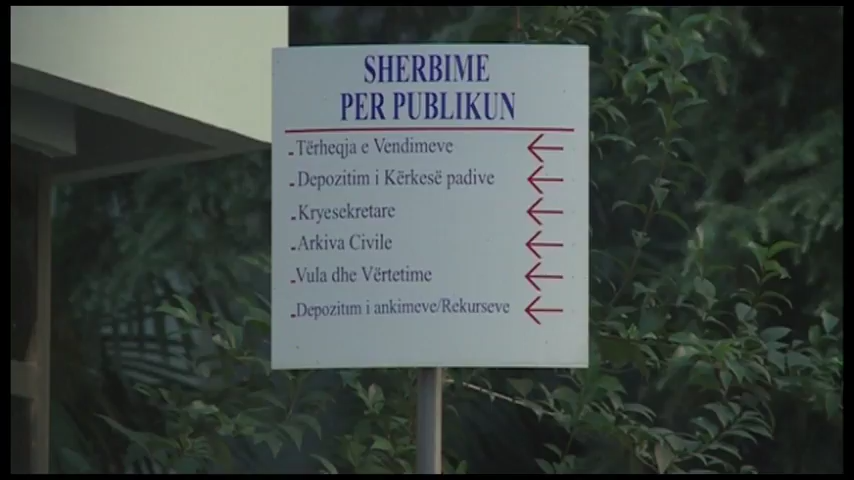 SHERBIME
PER PUBLIKUN
-Tërheqja e Vendimeve
-Depozitim i Kërkesë padive
-Kryesekretare
-Arkiva Civile
-Vula dhe Vërtetime
-Depozitim i ankimeve/Rekurseve